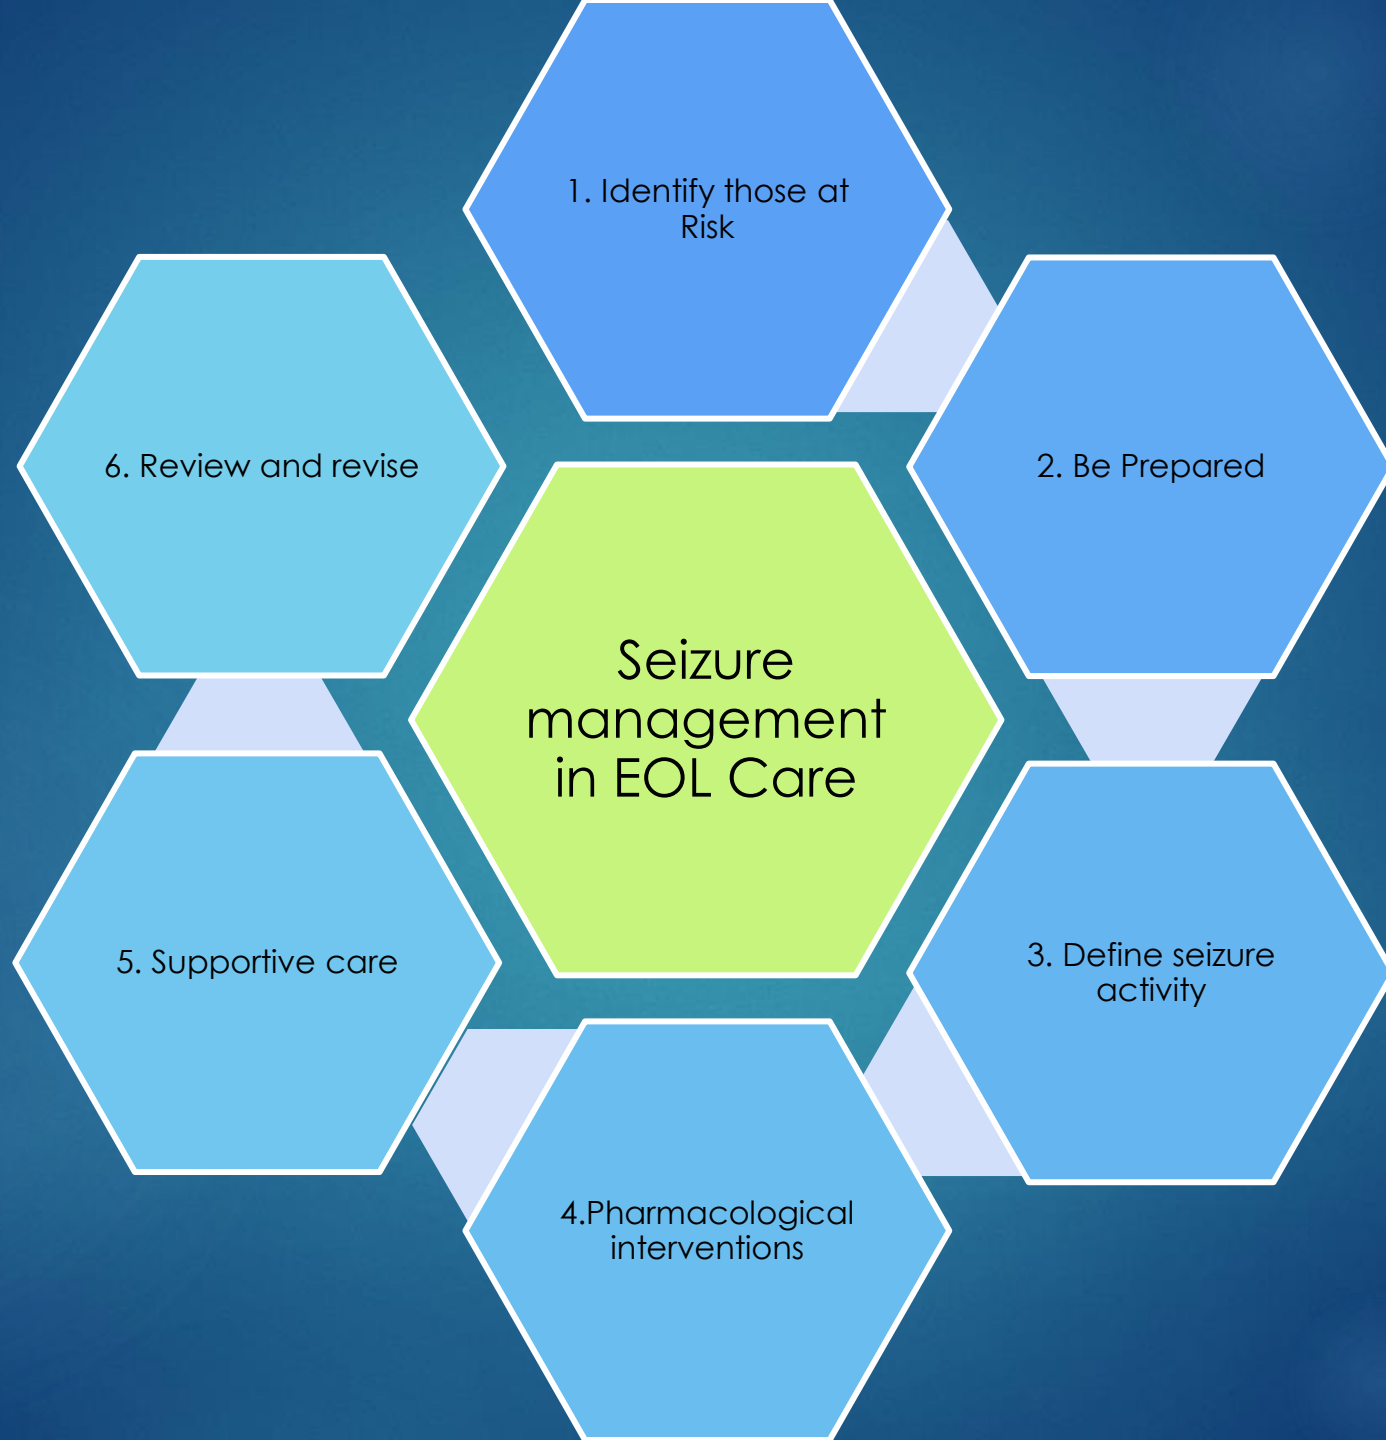 1. Identify those at
Risk
2. Be Prepared
3. Define seizure
activity
4.Pharmacological
interventions
5. Supportive care
6. Review and revise
Seizure
management
in EOL Care